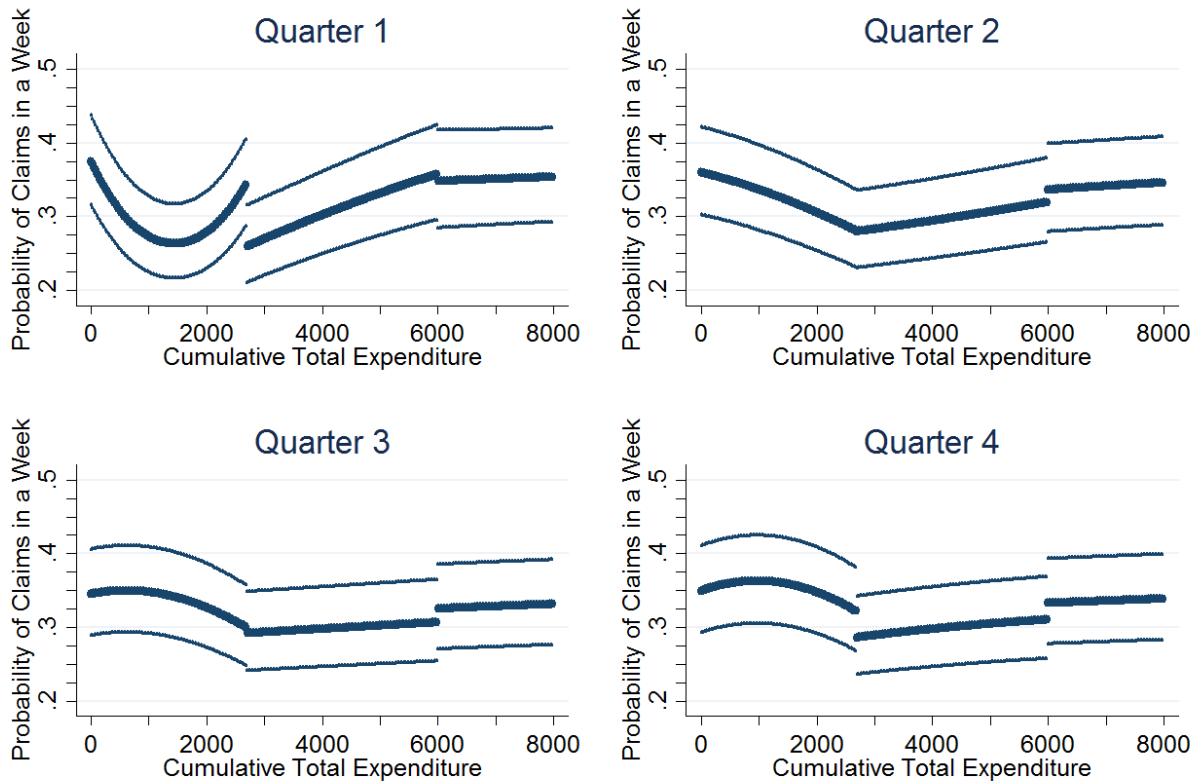 Quarter 1
Probability of Claims in a Week
.5
.4
.3
.2
0 2000 4000 6000 8000
Cumulative Total Expenditure
Quarter 2
Probability of Claims in a Week
.5
.4
.3
.2
0 2000 4000 6000 8000
Cumulative Total Expenditure
Quarter 3
Probability of Claims in a Week
.5
.4
.3
.2
0 2000 4000 6000 8000
Cumulative Total Expenditure
Quarter 4
Probability of Claims in a Week
.5
.4
.3
.2
0 2000 4000 6000 8000
Cumulative Total Expenditure